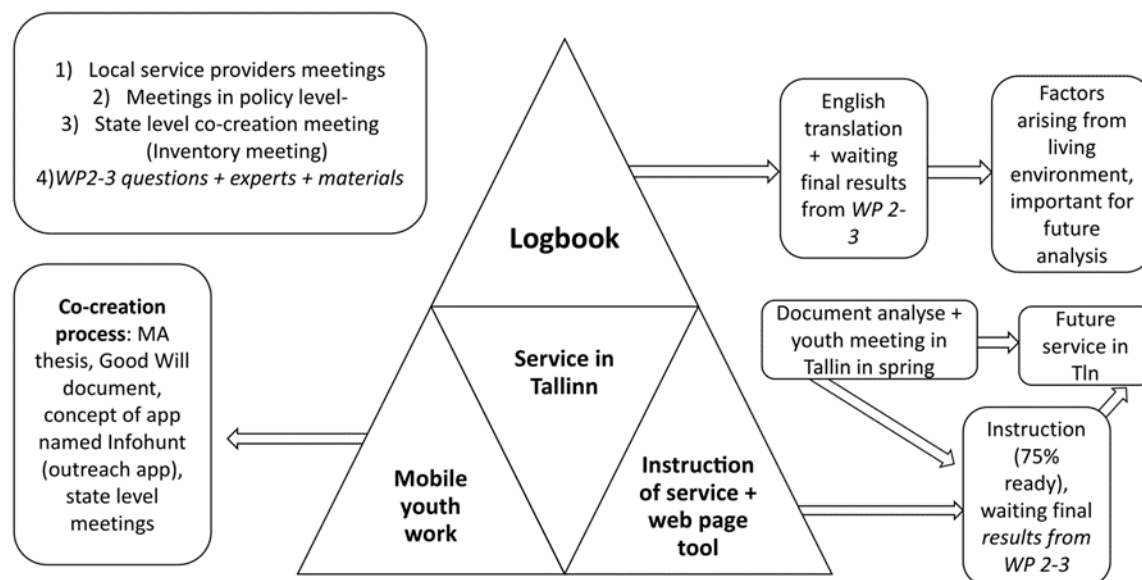 1) Local service providers meetings
2) Meetings in policy level-
3) State level co-creation meeting
(Inventory meeting)
4)WP2-3 questions + experts + materials
Logbook
English
translation
+ waiting
final results
from WP 2-
3
Factors
arising from
living
environment,
important for
future
analysis
Co-creation
process: MA
thesis, Good Will
document,
concept of app
named Infohunt
(outreach app),
state level
meetings
Service in
Tallinn
Mobile
youth
work
Instruction
of service +
web page
tool
Document analyse +
youth meeting in
Tallin in spring
Future
service in
Tln
Instruction
(75%
ready),
waiting final
results from
WP 2-3